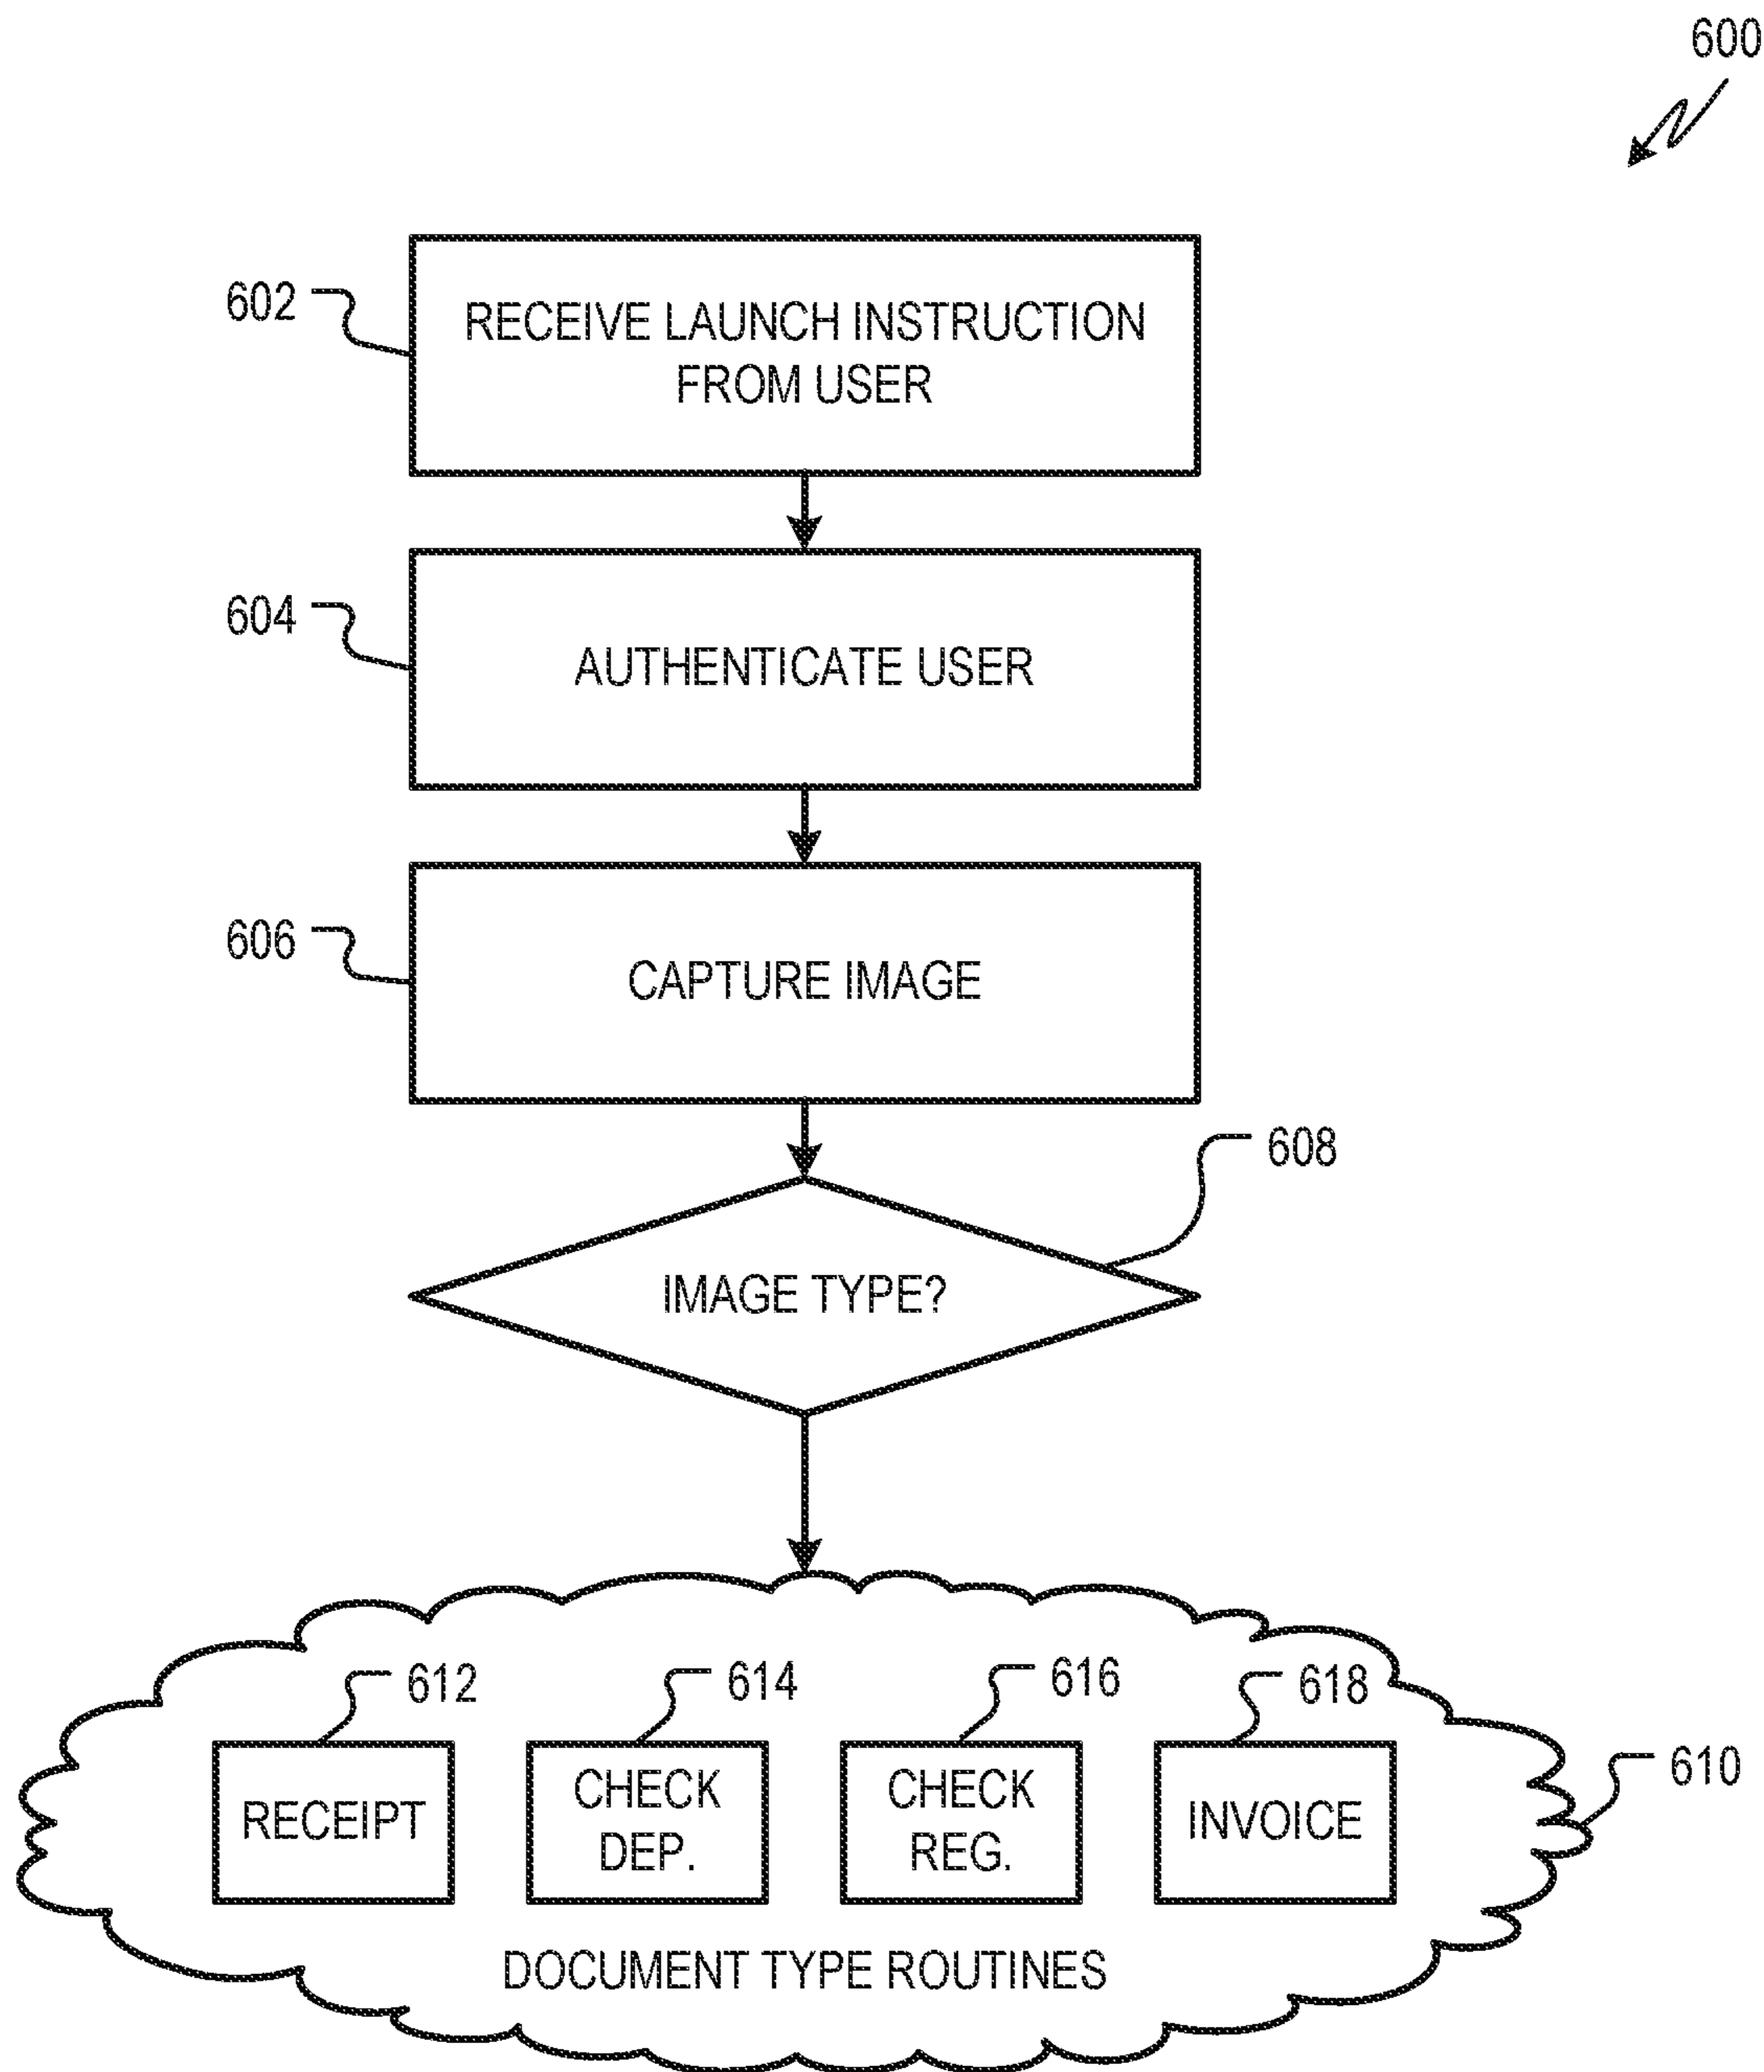 600
602
RECEIVE LAUNCH INSTRUCTION
FROM USER
604
AUTHENTICATE USER
606
CAPTURE IMAGE
608
IMAGE TYPE?
612
614
616
618
610
RECEIPT
CHECK
DEP.
CHECK
REG.
INVOICE
DOCUMENT TYPE ROUTINES